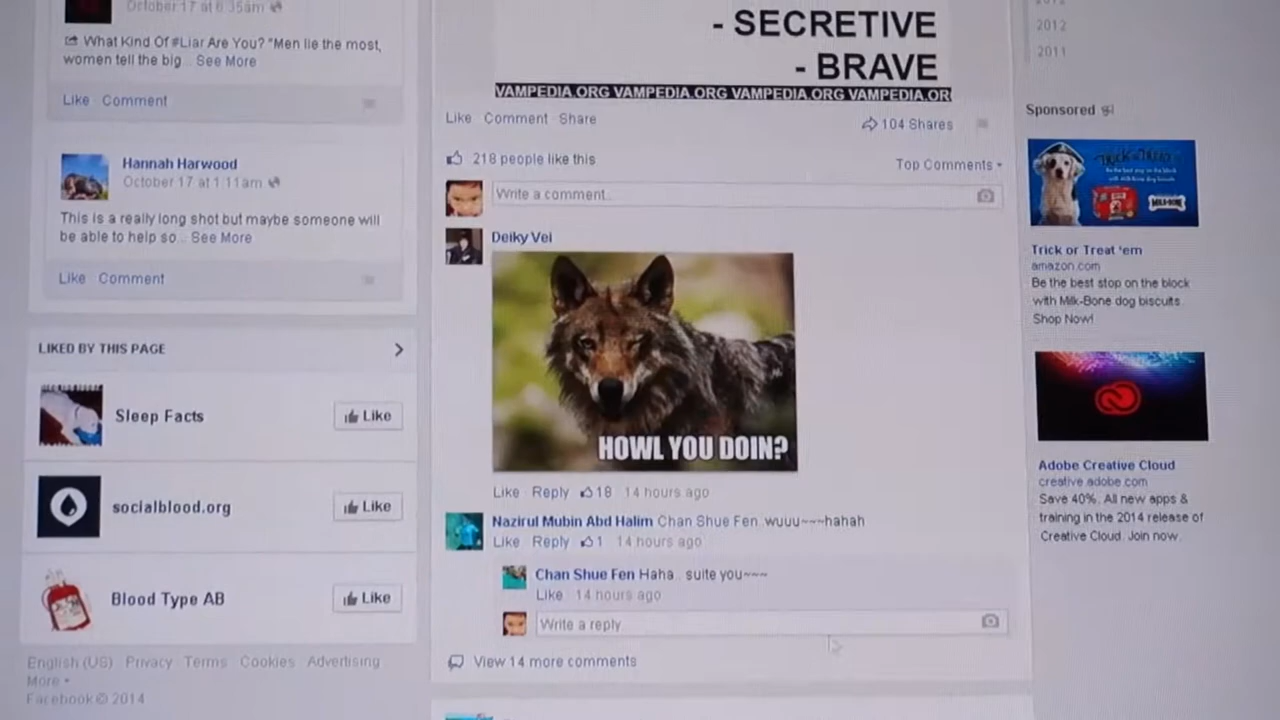 October 17 at 6:35am
What Kind Of #Liar Are You? "Men lie the most,
women tell the big... See More
Like Comment
Hannah Harwood
October 17 at 1:11am
This is a really long shot but maybe someone will
be able to help so... See More
Like Comment
LIKED BY THIS PAGE
Sleep Facts
Like
socialblood.org
Like
Blood Type AB
Like
English (US) Privacy Terms Cookies Advertising
More
Facebook © 2014
- SECRETIVE
- BRAVE
VAMPEDIA.ORG VAMPEDIA.ORG VAMPEDIA.ORG VAMPEDIA.OR
Like Comment Share
104 Shares
218 people like this
Top Comments
Write a comment...
Deiky Vei
HOWL YOU DOIN?
Like Reply 18 14 hours ago
Nazirul Mubin Abd Halim Chan Shue Fen..wuuu~~~hahah
Like Reply 1 14 hours ago
Chan Shue Fen Haha.. suite you~~~
Like 14 hours ago
Write a reply...
View 14 more comments
2012
2011
Sponsored
TRICK or TREAT
MILK-BONE
Trick or Treat 'em
amazon.com
Be the best stop on the block
with Milk-Bone dog biscuits.
Shop Now!
Adobe Creative Cloud
creative.adobe.com
Save 40%. All new apps &
training in the 2014 release of
Creative Cloud. Join now.